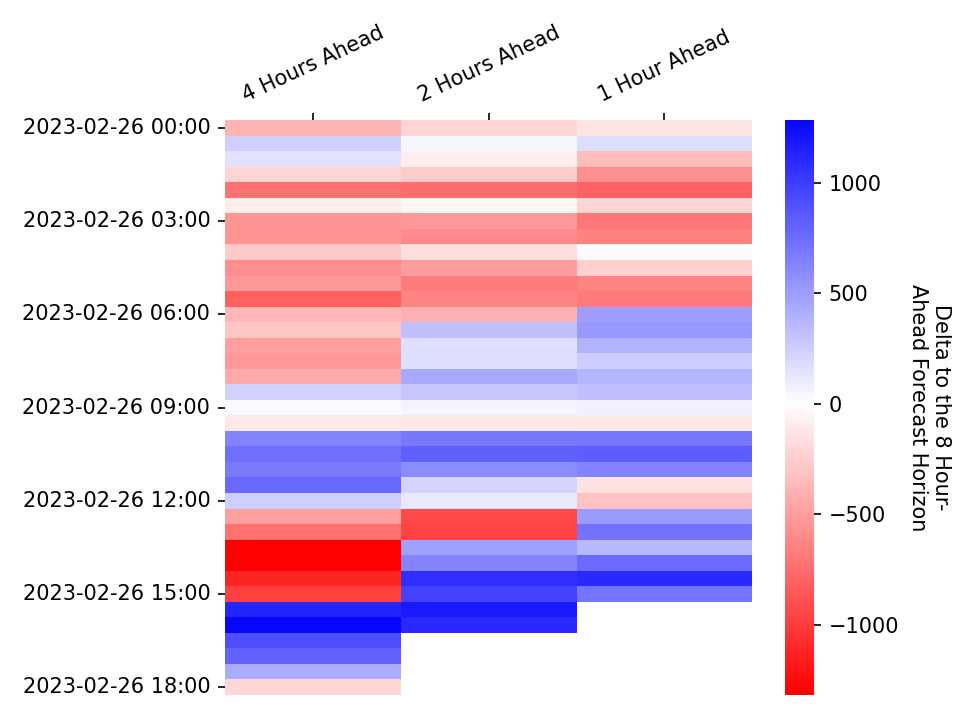 4 Hours Ahead
2 Hours Ahead
1 Hour Ahead
2023-02-26 00:00
2023-02-26 03:00
2023-02-26 06:00
2023-02-26 09:00
2023-02-26 12:00
2023-02-26 15:00
2023-02-26 18:00
1000
500
0
−500
−1000
Delta to the 8 Hour-
Ahead Forecast Horizon